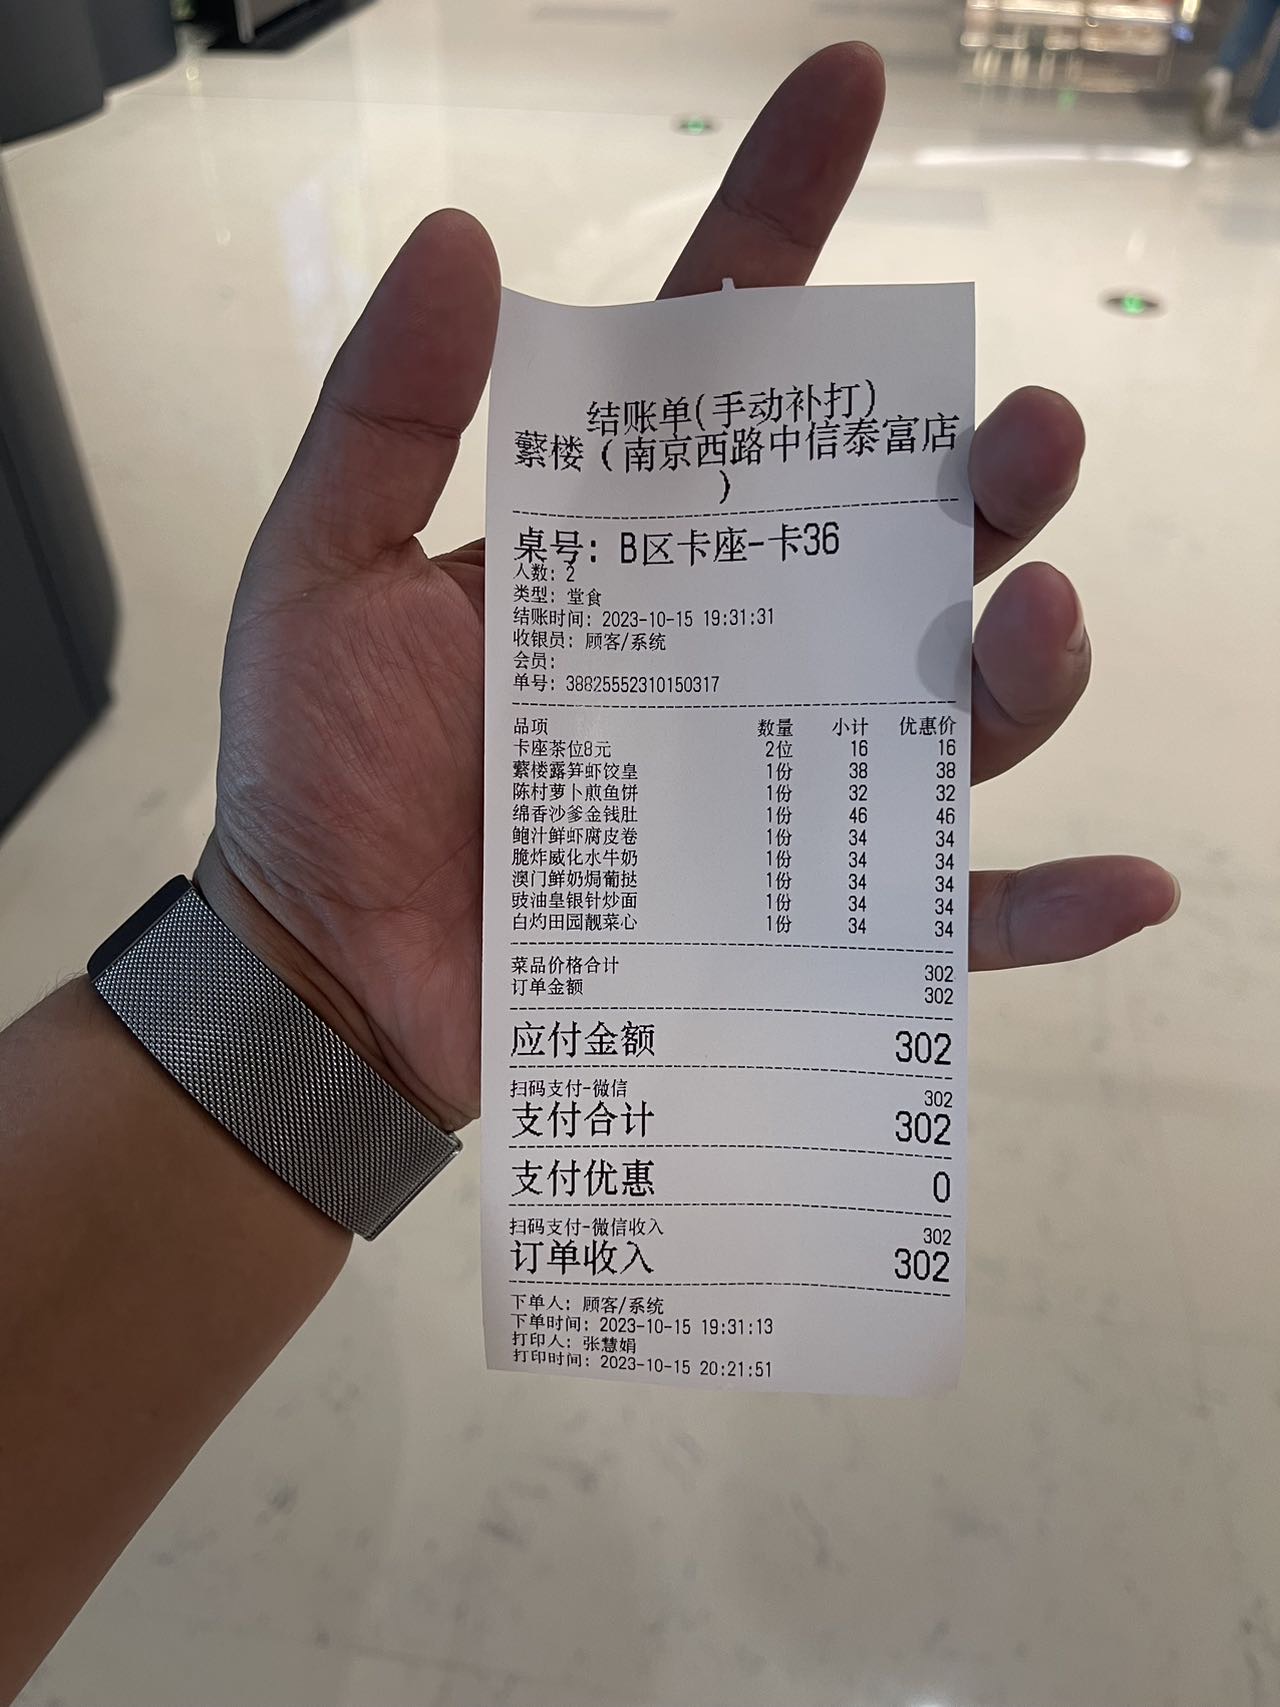 结账单(手动补打)
蘩楼（南京西路中信泰富店
）
桌号: B区卡座-卡36
人数: 2
类型: 堂食
结账时间: 2023-10-15 19:31:31
收银员: 顾客/系统
会员:
单号: 38825552310150317
品项 数量 小计 优惠价
卡座茶位8元 2位 16 16
蘩楼露笋虾饺皇 1份 38 38
陈村萝卜煎鱼饼 1份 32 32
绵香沙爹金钱肚 1份 46 46
鲍汁鲜虾腐皮卷 1份 34 34
脆炸威化水牛奶 1份 34 34
澳门鲜奶焗葡挞 1份 34 34
豉油皇银针炒面 1份 34 34
白灼田园靓菜心 1份 34 34
菜品价格合计 302
订单金额 302
应付金额 302
扫码支付-微信 302
支付合计 302
支付优惠 0
扫码支付-微信收入 302
订单收入 302
下单人: 顾客/系统
下单时间: 2023-10-15 19:31:13
打印人: 张慧娟
打印时间: 2023-10-15 20:21:51